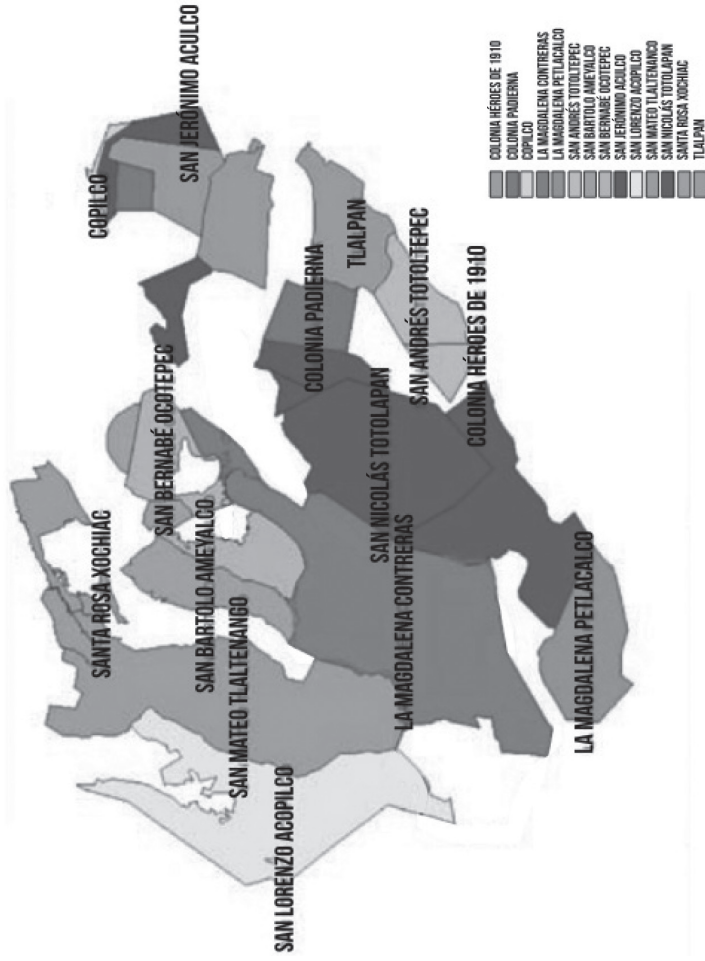 COPILCO
SAN JERÓNIMO ACULCO
SAN BERNABÉ OCOTEPEC
COLONIA PADIERNA
TLALPAN
SAN ANDRÉS TOTOLTEPEC
COLONIA HÉROES DE 1910
SANTA ROSA XOCHIAC
SAN BARTOLO AMEYALCO
SAN NICOLÁS TOTOLAPAN
SAN MATEO TLALTENANGO
LA MAGDALENA CONTRERAS
LA MAGDALENA PETLACALCO
SAN LORENZO ACOPILCO
COLONIA HÉROES DE 1910
COLONIA PADIERNA
COPILCO
LA MAGDALENA CONTRERAS
LA MAGDALENA PETLACALCO
SAN ANDRÉS TOTOLTEPEC
SAN BARTOLO AMEYALCO
SAN BERNABÉ OCOTEPEC
SAN JERÓNIMO ACULCO
SAN LORENZO ACOPILCO
SAN MATEO TLALTENANCO
SAN NICOLÁS TOTOLAPAN
SANTA ROSA XOCHIAC
TLALPAN